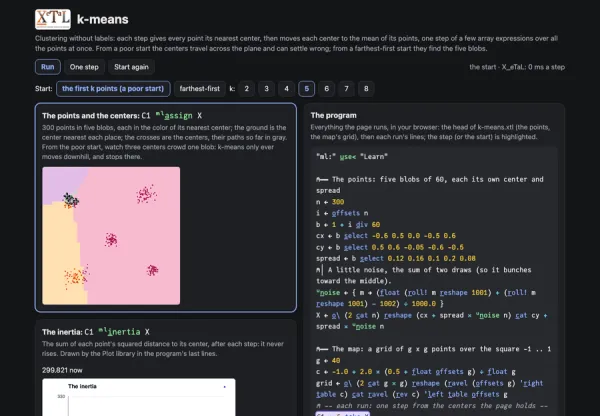 XTL
k-means
Clustering without labels: each step gives every point its nearest center, then moves each center to the mean of its points, one step of a few array expressions over all
the points at once. From a poor start the centers travel across the plane and can settle wrong; from a farthest-first start they find the five blobs.
Run One step Start again
the start · X_eTaL: 0 ms a step
Start: the first k points (a poor start) farthest-first k: 2 3 4 5 6 7 8
The points and the centers: C1 ᵐˡassign X
300 points in five blobs, each in the color of its nearest center; the ground is the
center nearest each place; the crosses are the centers, their paths so far in gray.
From the poor start, watch three centers crowd one blob: k-means only ever
moves downhill, and stops there.
The inertia: C1 ᵐˡinertia X
The sum of each point's squared distance to its center, after each step: it never
rises. Drawn by the Plot library in the program's last lines.
299.821 now
The inertia
The program
Everything the page runs, in your browser: the head of k-means.xtl (the points,
the map's grid), then each run's lines; the step (or the start) is highlighted.
"ml:" use< "Learn"
The points: five blobs of 60, each its own center and
spread
n ← 300
i ← offsets n
b ← 1 + i div 60
cx ← b select -0.6 0.5 0.0 -0.5 0.6
cy ← b select 0.5 0.6 -0.05 -0.6 -0.5
spread ← b select 0.12 0.16 0.1 0.2 0.08
A little noise, the sum of two draws (so it bunches
toward the middle).
noise ← { m → (float (roll! m reshape 1001) + (roll! m
reshape 1001) - 1002) ÷ 1000.0 }
X ← ⍉\ (2 cat n) reshape (cx + spread × noise n) cat cy +
spread × noise n
The map: a grid of g x g points over the square -1 .. 1
g ← 40
c ← -1.0 + 2.0 × (0.5 + float offsets g) ÷ float g
grid ← ⍉\ (2 cat g × g) reshape (ravel (offsets g) 'right
table c) cat ravel (rev c) 'left table offsets g
-- each run: one step from the centers the page holds --